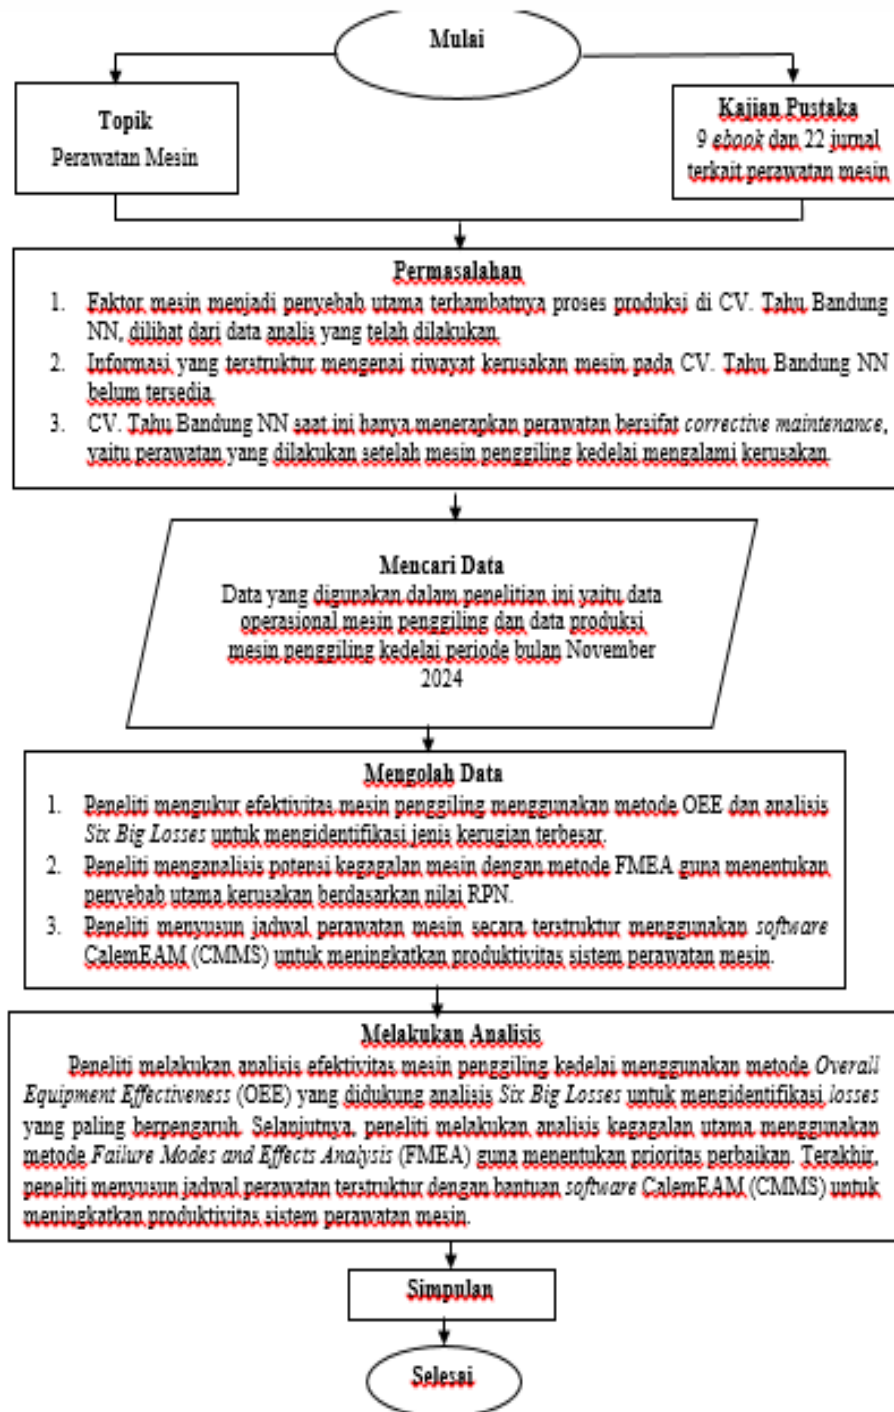 Mulai
Topik
Perawatan Mesin
Kajian Pustaka
9 ebook dan 22 jurnal
terkait perawatan mesin
Permasalahan
1. Faktor mesin menjadi penyebab utama terhambatnya proses produksi di CV. Tahu Bandung
NN, dilihat dari data analis yang telah dilakukan.
2. Informasi yang terstruktur mengenai riwayat kerusakan mesin pada CV. Tahu Bandung NN
belum tersedia
3. CV. Tahu Bandung NN saat ini hanya menerapkan perawatan bersifat corrective maintenance,
yaitu perawatan yang dilakukan setelah mesin penggiling kedelai mengalami kerusakan.
Mencari Data
Data yang digunakan dalam penelitian ini yaitu data
operasional mesin penggiling dan data produksi
mesin penggiling kedelai periode bulan November
2024
Mengolah Data
1. Peneliti mengukur efektivitas mesin penggiling menggunakan metode OEE dan analisis
Six Big Losses untuk mengidentifikasi jenis kerugian terbesar.
2. Peneliti menganalisis potensi kegagalan mesin dengan metode FMEA guna menentukan
penyebab utama kerusakan berdasarkan nilai RPN.
3. Peneliti menyusun jadwal perawatan mesin secara terstruktur menggunakan software
CalemEAM (CMMS) untuk meningkatkan produktivitas sistem perawatan mesin.
Melakukan Analisis
Peneliti melakukan analisis efektivitas mesin penggiling kedelai menggunakan metode Overall
Equipment Effectiveness (OEE) yang didukung analisis Six Big Losses untuk mengidentifikasi losses
yang paling berpengaruh. Selanjutnya, peneliti melakukan analisis kegagalan utama menggunakan
metode Failure Modes and Effects Analysis (FMEA) guna menentukan prioritas perbaikan. Terakhir,
peneliti menyusun jadwal perawatan terstruktur dengan bantuan software CalemEAM (CMMS) untuk
meningkatkan produktivitas sistem perawatan mesin.
Simpulan
Selesai